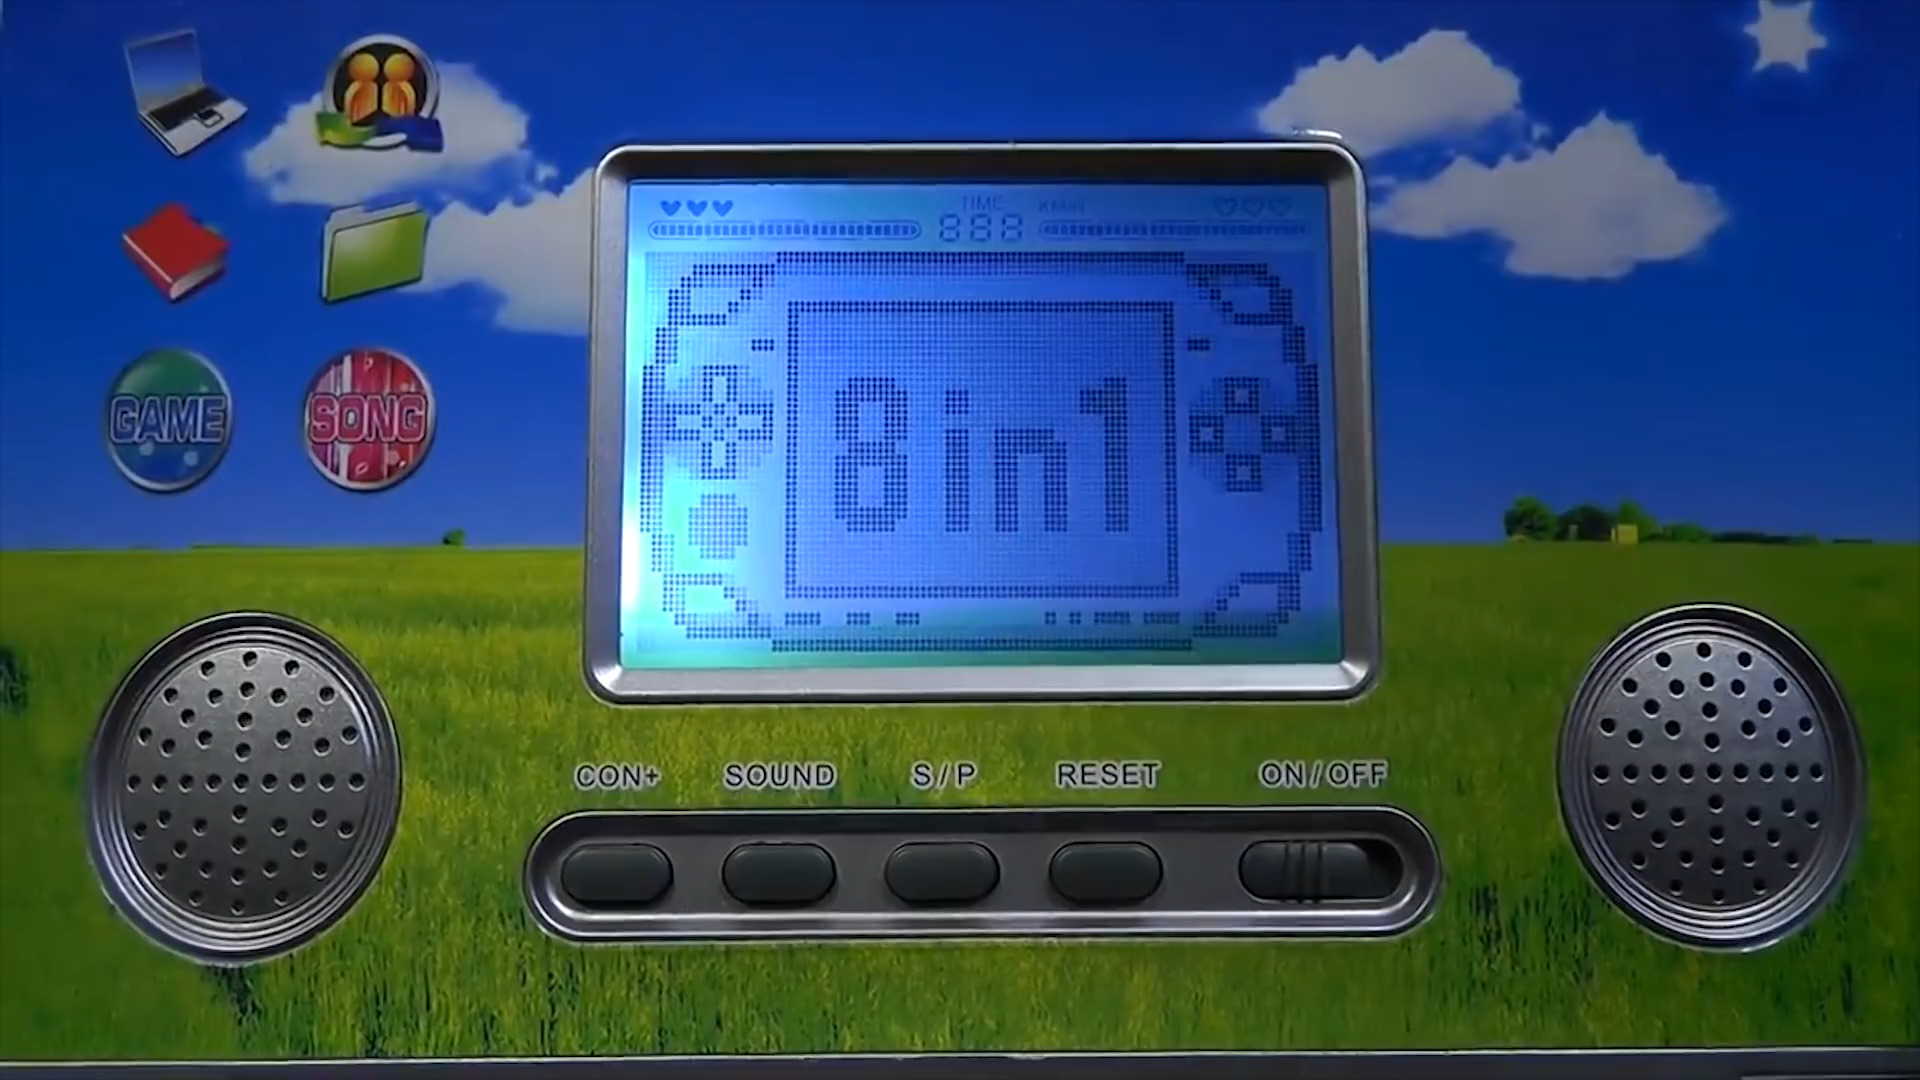 GAME
SONG
TIME
888
8in1
CON+
SOUND
S/P
RESET
ON/OFF